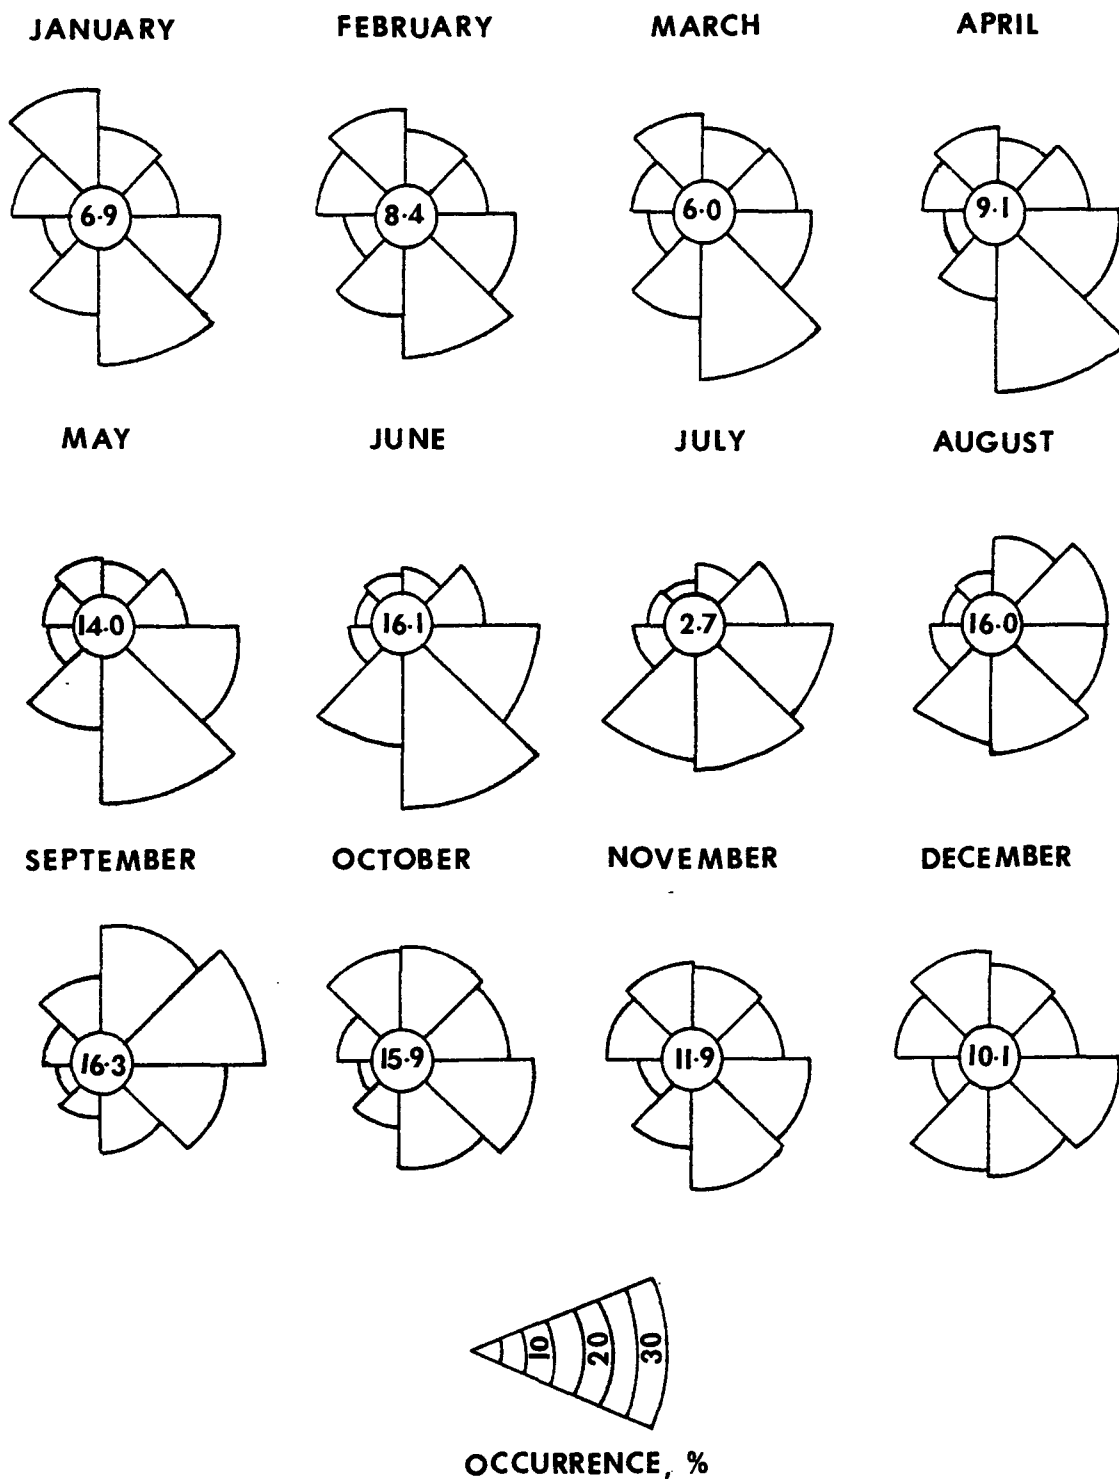 JANUARY FEBRUARY MARCH APRIL
6·9 8·4 6·0 9·1
MAY JUNE JULY AUGUST
14·0 16·1 2·7 16·0
SEPTEMBER OCTOBER NOVEMBER DECEMBER
16·3 15·9 11·9 10·1
10 20 30
OCCURRENCE, %